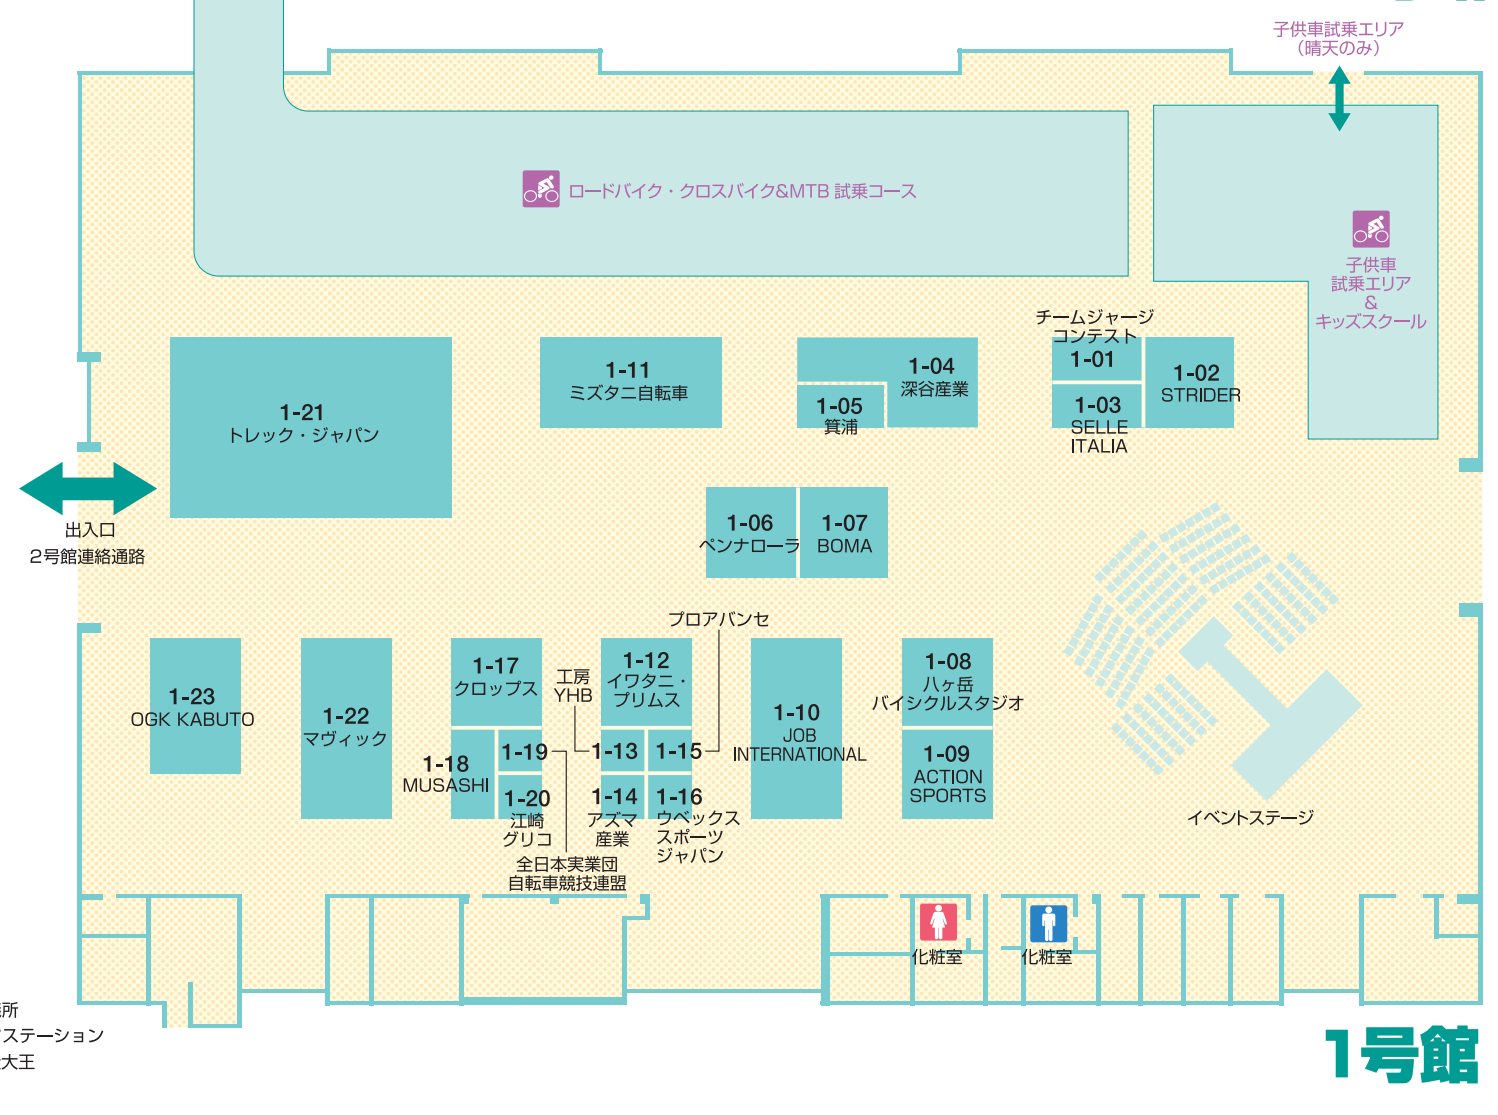 子供車試乗エリア
（晴天のみ）
ロードバイク・クロスバイク&MTB 試乗コース
子供車
試乗エリア
&
キッズスクール
チームジャージ
コンテスト
1-01
1-02
STRIDER
1-03
SELLE
ITALIA
1-04
深谷産業
1-05
箕浦
1-11
ミズタニ自転車
1-21
トレック・ジャパン
出入口
2号館連絡通路
1-06
ペンナローラ
1-07
BOMA
プロアバンセ
1-23
OGK KABUTO
1-22
マヴィック
1-17
クロップス
1-18
MUSASHI
1-19
1-20
江崎
グリコ
全日本実業団
自転車競技連盟
工房
YHB
1-12
イワタニ・
プリムス
1-13
1-15
1-14
アズマ
産業
1-16
ウベックス
スポーツ
ジャパン
1-10
JOB
INTERNATIONAL
1-08
八ヶ岳
バイシクルスタジオ
1-09
ACTION
SPORTS
イベントステージ
化粧室
化粧室
所
ステーション
大王
1号館